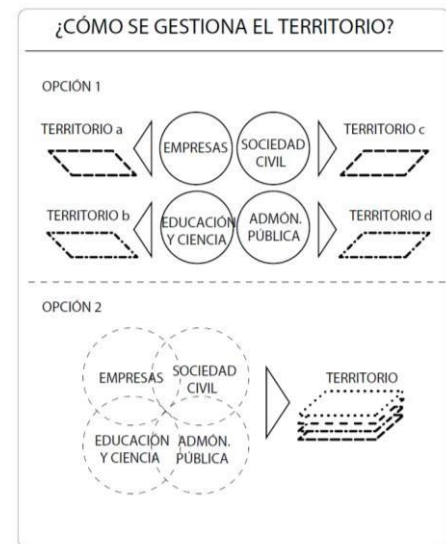 ¿CÓMO SE GESTIONA EL TERRITORIO?
OPCIÓN 1
TERRITORIO a
EMPRESAS
SOCIEDAD
CIVIL
TERRITORIO c
TERRITORIO b
EDUCACIÓN
Y CIENCIA
ADMÓN.
PÚBLICA
TERRITORIO d
OPCIÓN 2
EMPRESAS
SOCIEDAD
CIVIL
EDUCACIÓN
Y CIENCIA
ADMÓN.
PÚBLICA
TERRITORIO